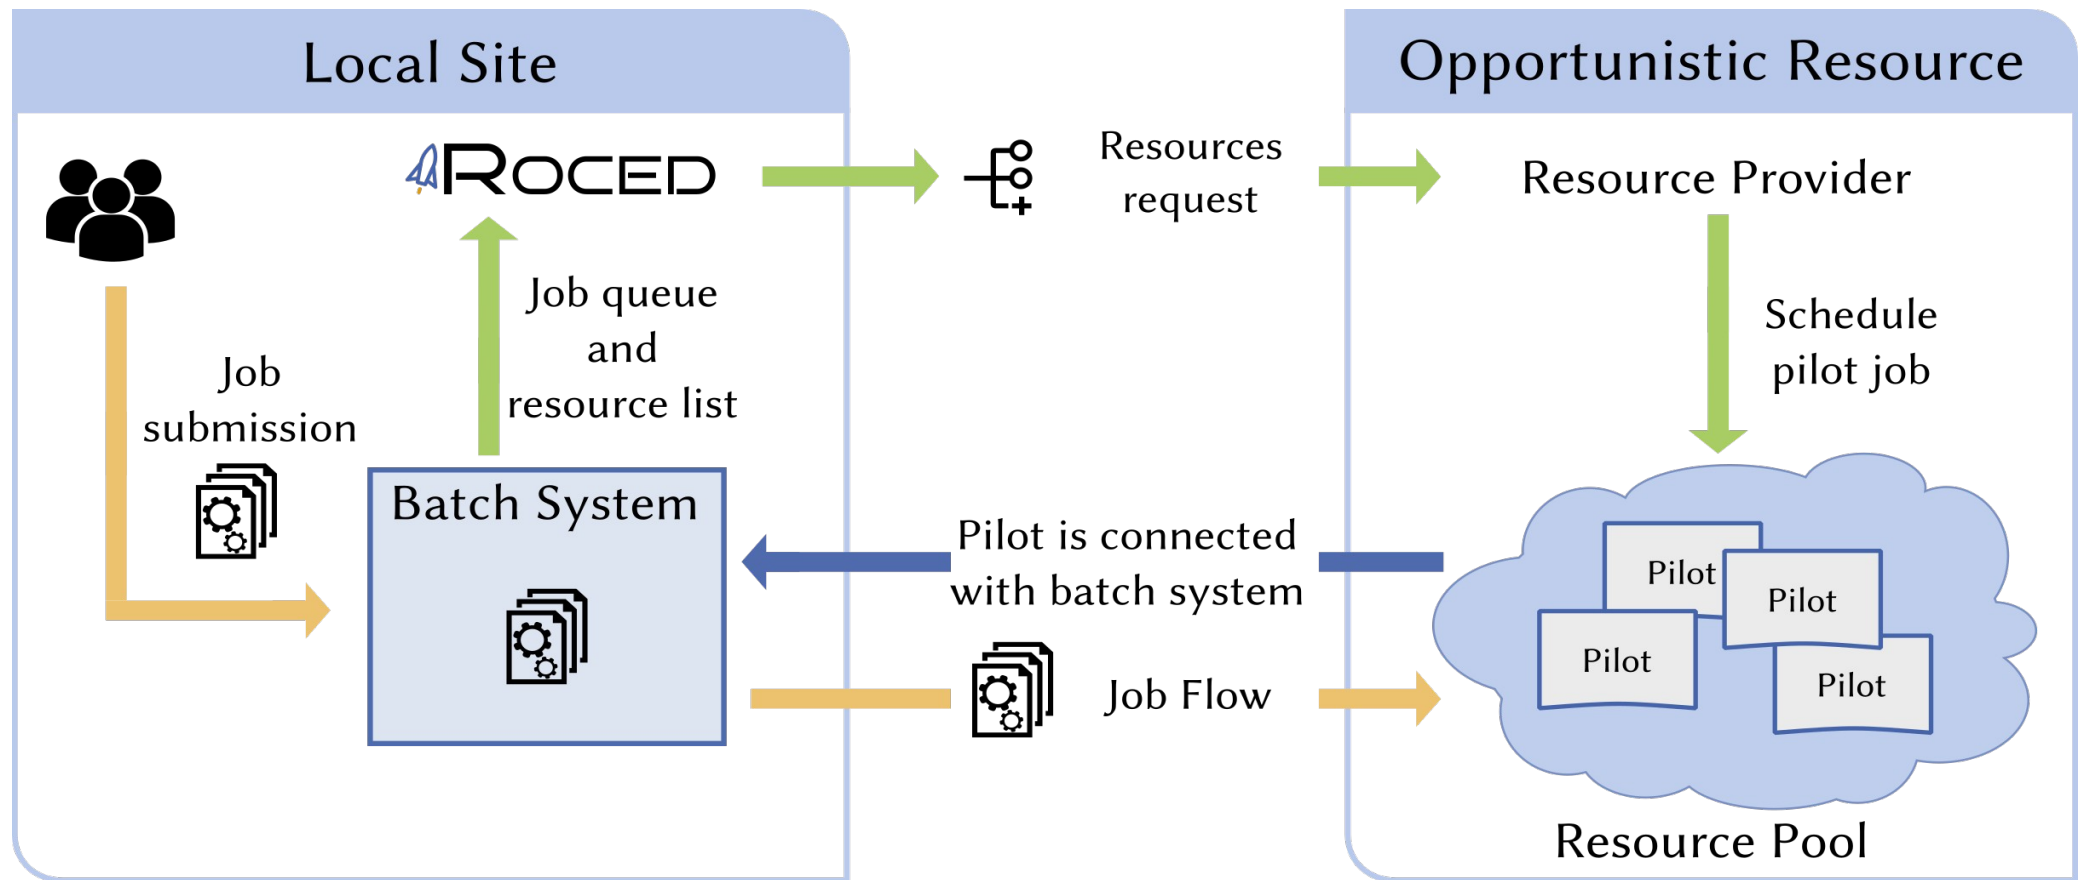 Local Site
Opportunistic Resource
ROCED
Resources
request
Resource Provider
Job queue
and
resource list
Schedule
pilot job
Job
submission
Batch System
Pilot is connected
with batch system
Pilot
Pilot
Pilot
Pilot
Job Flow
Resource Pool